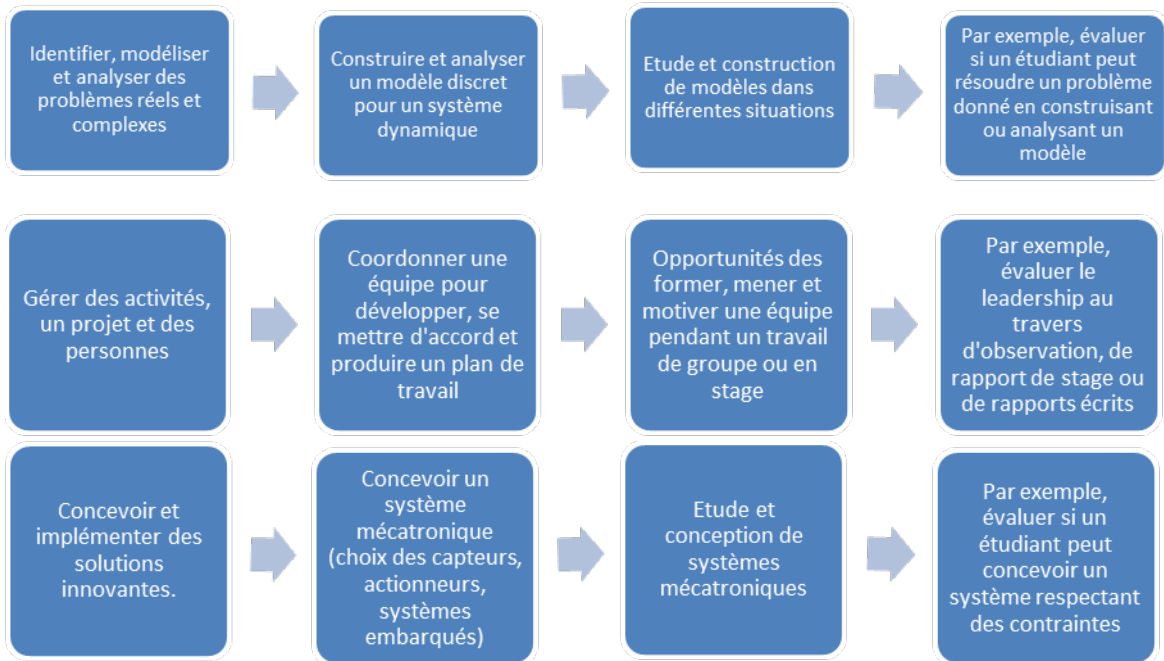 Identifier, modéliser
et analyser des
problèmes réels et
complexes
Construire et analyser
un modèle discret
pour un système
dynamique
Etude et construction
de modèles dans
différentes situations
Par exemple, évaluer
si un étudiant peut
résoudre un problème
donné en construisant
ou analysant un
modèle
Gérer des activités,
un projet et des
personnes
Coordonner une
équipe pour
développer, se
mettre d'accord et
produire un plan de
travail
Opportunités des
former, mener et
motiver une équipe
pendant un travail
de groupe ou en
stage
Par exemple,
évaluer le
leadership au
travers
d'observation, de
rapport de stage ou
de rapports écrits
Concevoir et
implémenter des
solutions
innovantes.
Concevoir un
système
mécatronique
(choix des capteurs,
actionneurs,
systèmes
embarqués)
Etude et
conception de
systèmes
mécatroniques
Par exemple,
évaluer si un
étudiant peut
concevoir un
système respectant
des contraintes